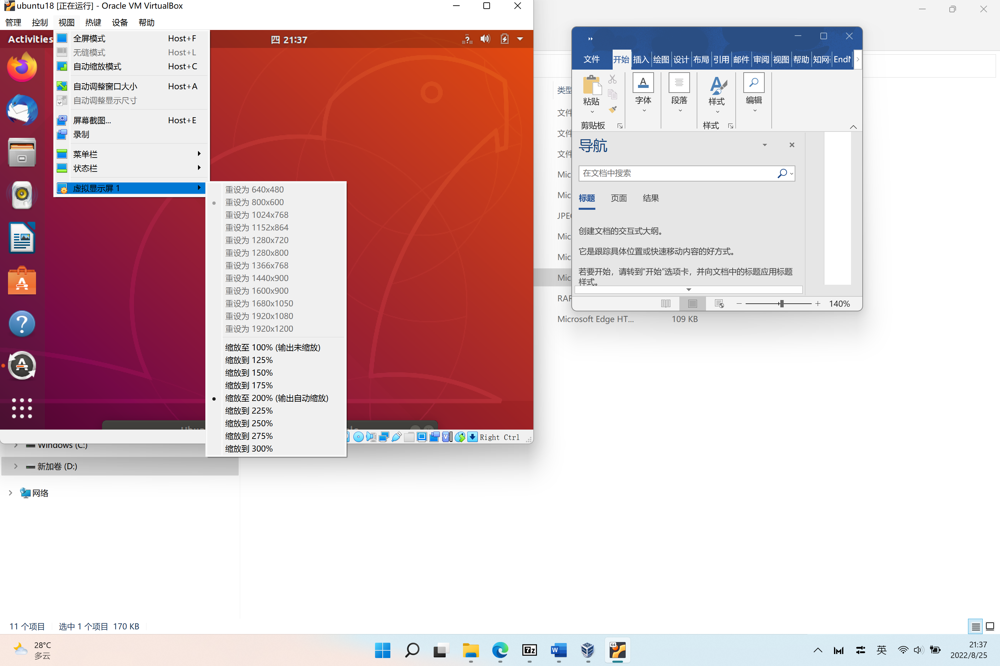 ubuntu18 [正在运行] - Oracle VM VirtualBox
管理 控制 视图 热键 设备 帮助
Activities
四 21:37
全屏模式 Host+F
无缝模式 Host+L
自动缩放模式 Host+C
自动调整窗口大小 Host+A
自动调整显示尺寸
屏幕截图... Host+E
录制
菜单栏
状态栏
虚拟显示屏 1
重设为 640x480
重设为 800x600
重设为 1024x768
重设为 1152x864
重设为 1280x720
重设为 1280x800
重设为 1366x768
重设为 1440x900
重设为 1600x900
重设为 1680x1050
重设为 1920x1080
重设为 1920x1200
缩放至 100% (输出未缩放)
缩放到 125%
缩放到 150%
缩放到 175%
缩放至 200% (输出自动缩放)
缩放到 225%
缩放到 250%
缩放到 275%
缩放到 300%
Right Ctrl
Windows (C:)
新加卷 (D:)
网络
类型
文件
文件
文件
Mic
Mic
JPEG
Mic
Mic
Mic
RAR
Microsoft Edge HT... 109 KB
文件 开始 插入 绘图 设计 布局 引用 邮件 审阅 视图 帮助 知网 EndN
粘贴 字体 段落 样式 编辑
剪贴板 样式
导航
在文档中搜索
标题 页面 结果
创建文档的交互式大纲。
它是跟踪具体位置或快速移动内容的好方式。
若要开始，请转到“开始”选项卡，并向文档中的标题应用标题
样式。
140%
11 个项目 选中 1 个项目 170 KB
28°C
多云
7z
W
64
英
21:37
2022/8/25